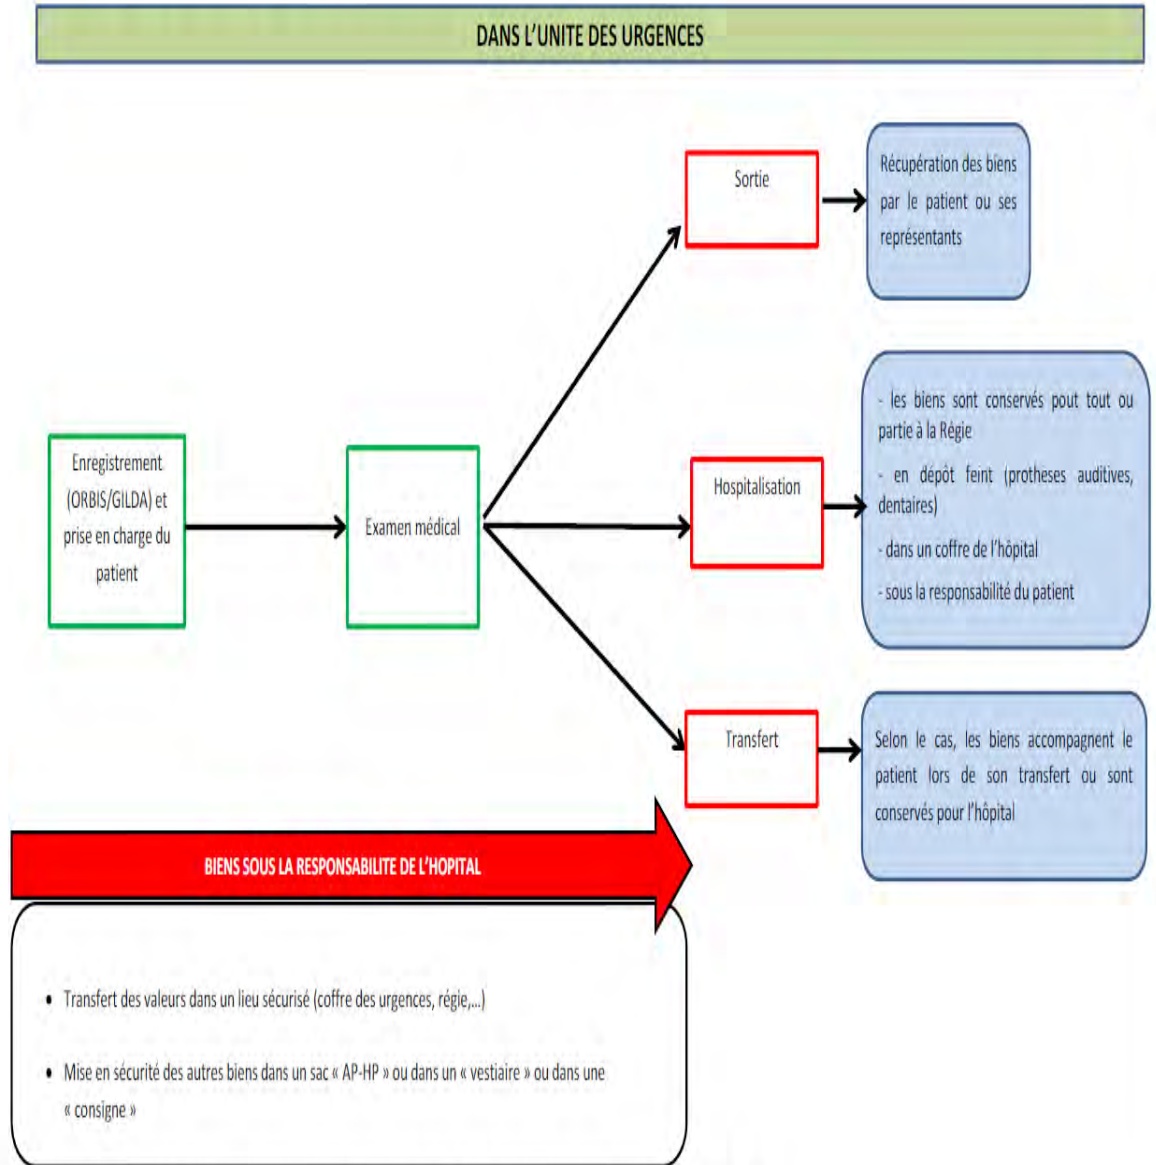 DANS L'UNITE DES URGENCES
Sortie
Récupération des biens
par le patient ou ses
représentants
Enregistrement
(ORBIS/GILDA) et
prise en charge du
patient
Examen médical
Hospitalisation
- les biens sont conservés pout tout ou
partie à la Régie
- en dépôt feint (protheses auditives,
dentaires)
- dans un coffre de l'hôpital
- sous la responsabilité du patient
Transfert
Selon le cas, les biens accompagnent le
patient lors de son transfert ou sont
conservés pour l'hôpital
BIENS SOUS LA RESPONSABILITE DE L'HOPITAL
• Transfert des valeurs dans un lieu sécurisé (coffre des urgences, régie,...)
• Mise en sécurité des autres biens dans un sac « AP-HP » ou dans un « vestiaire » ou dans une
« consigne »